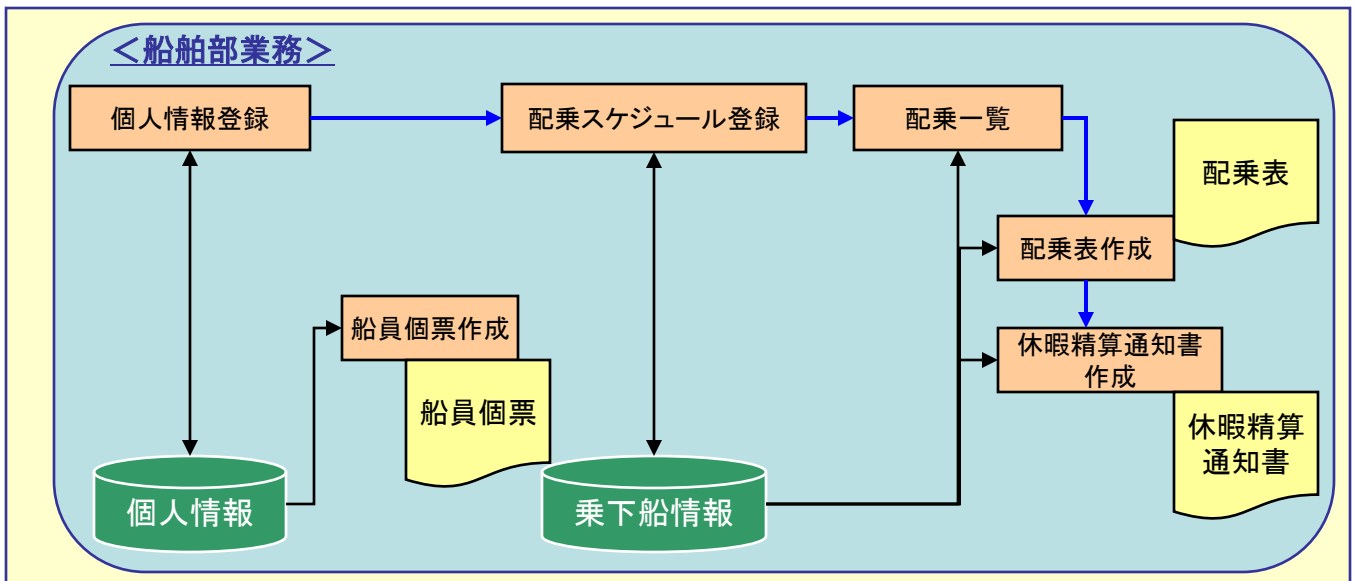 ＜船舶部業務＞
個人情報登録
配乗スケジュール登録
配乗一覧
配乗表
配乗表作成
船員個票作成
休暇精算通知書
作成
船員個票
休暇精算
通知書
個人情報
乗下船情報